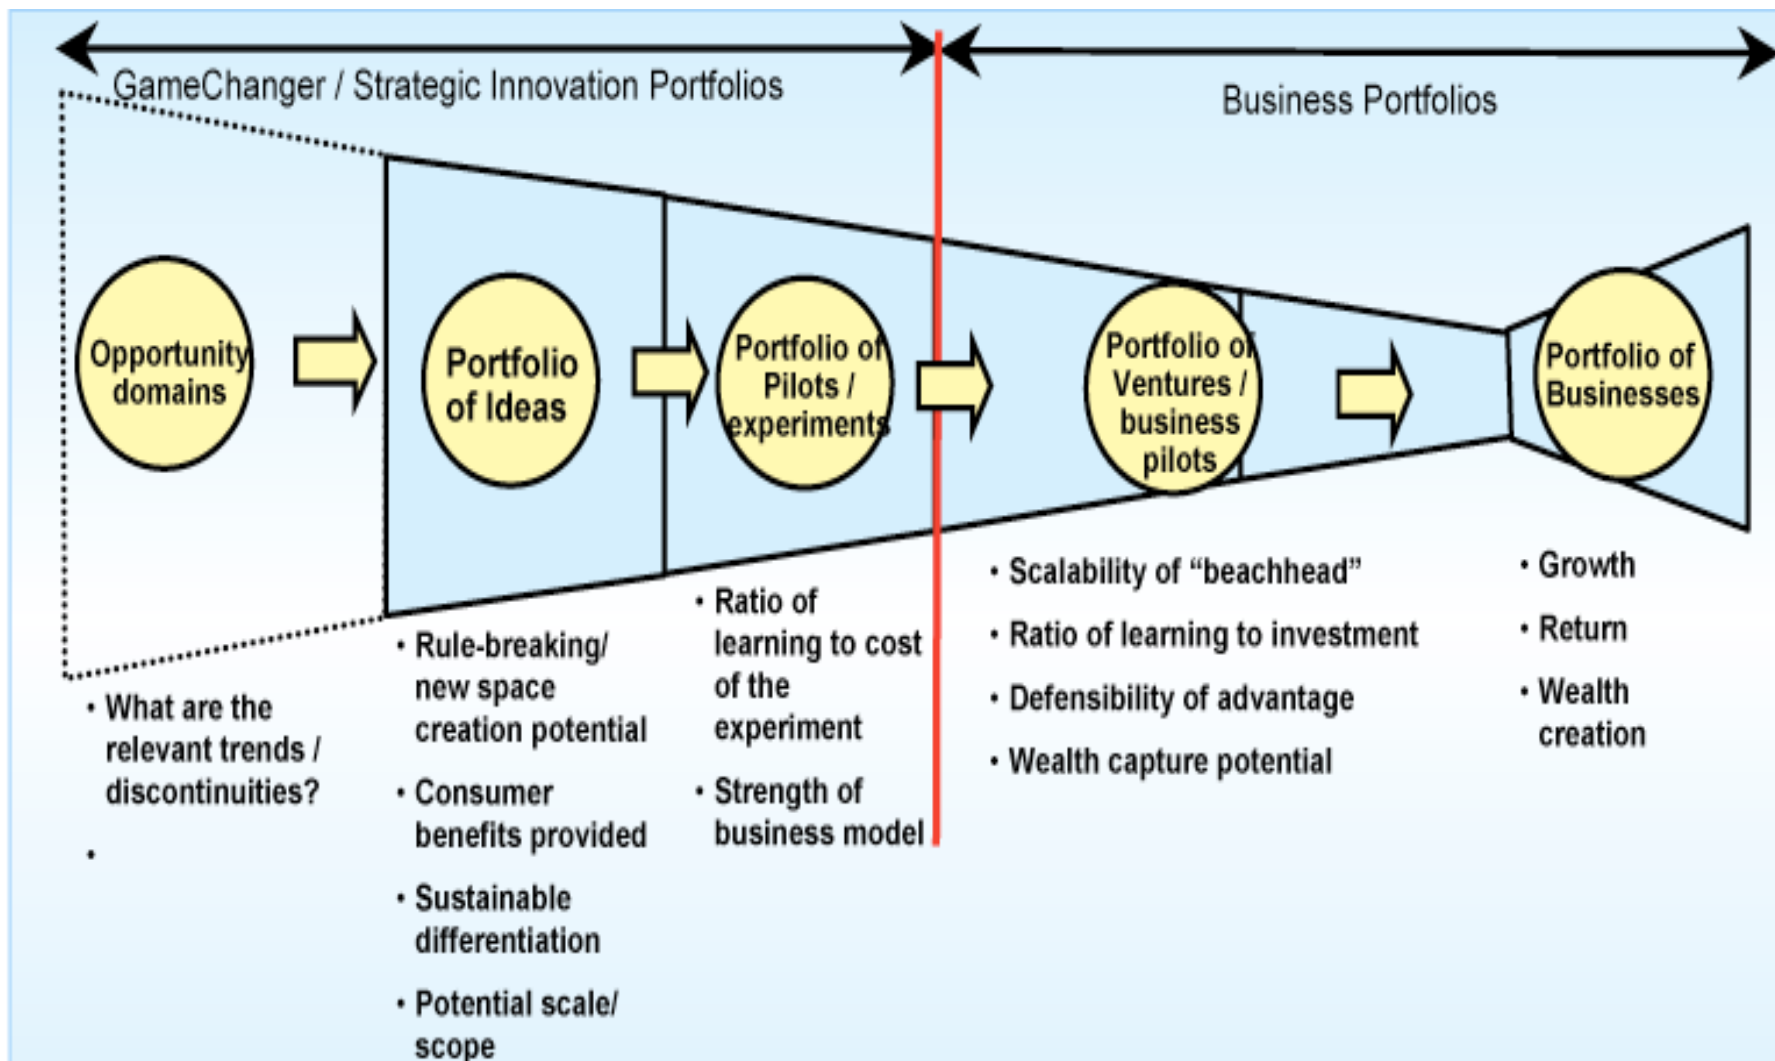 GameChanger / Strategic Innovation Portfolios
Business Portfolios
Opportunity
domains
Portfolio
of Ideas
Portfolio of
Pilots /
experiments
Portfolio of
Ventures /
business
pilots
Portfolio of
Businesses
• What are the
relevant trends /
discontinuities?
•
• Rule-breaking/
new space
creation potential
• Consumer
benefits provided
• Sustainable
differentiation
• Potential scale/
scope
• Ratio of
learning to cost
of the
experiment
• Strength of
business model
• Scalability of “beachhead”
• Ratio of learning to investment
• Defensibility of advantage
• Wealth capture potential
• Growth
• Return
• Wealth
creation